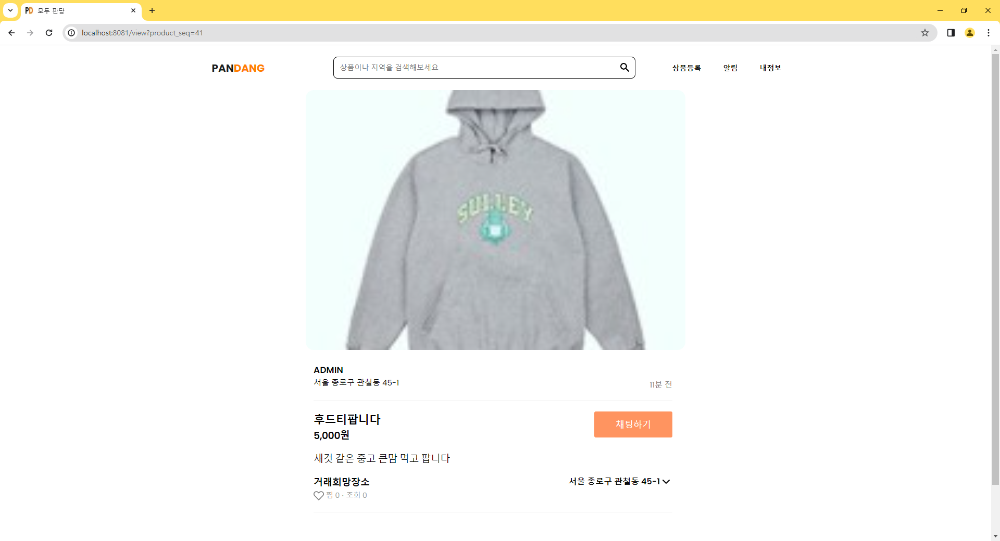 PD 모두 판당
localhost:8081/view?product_seq=41
PANDANG
상품이나 지역을 검색해보세요
상품등록 알림 내정보
SULLEY
ADMIN
서울 종로구 관철동 45-1
11분 전
후드티팝니다
채팅하기
5,000원
새것 같은 중고 큰맘 먹고 팝니다
거래희망장소
서울 종로구 관철동 45-1
찜 0 · 조회 0